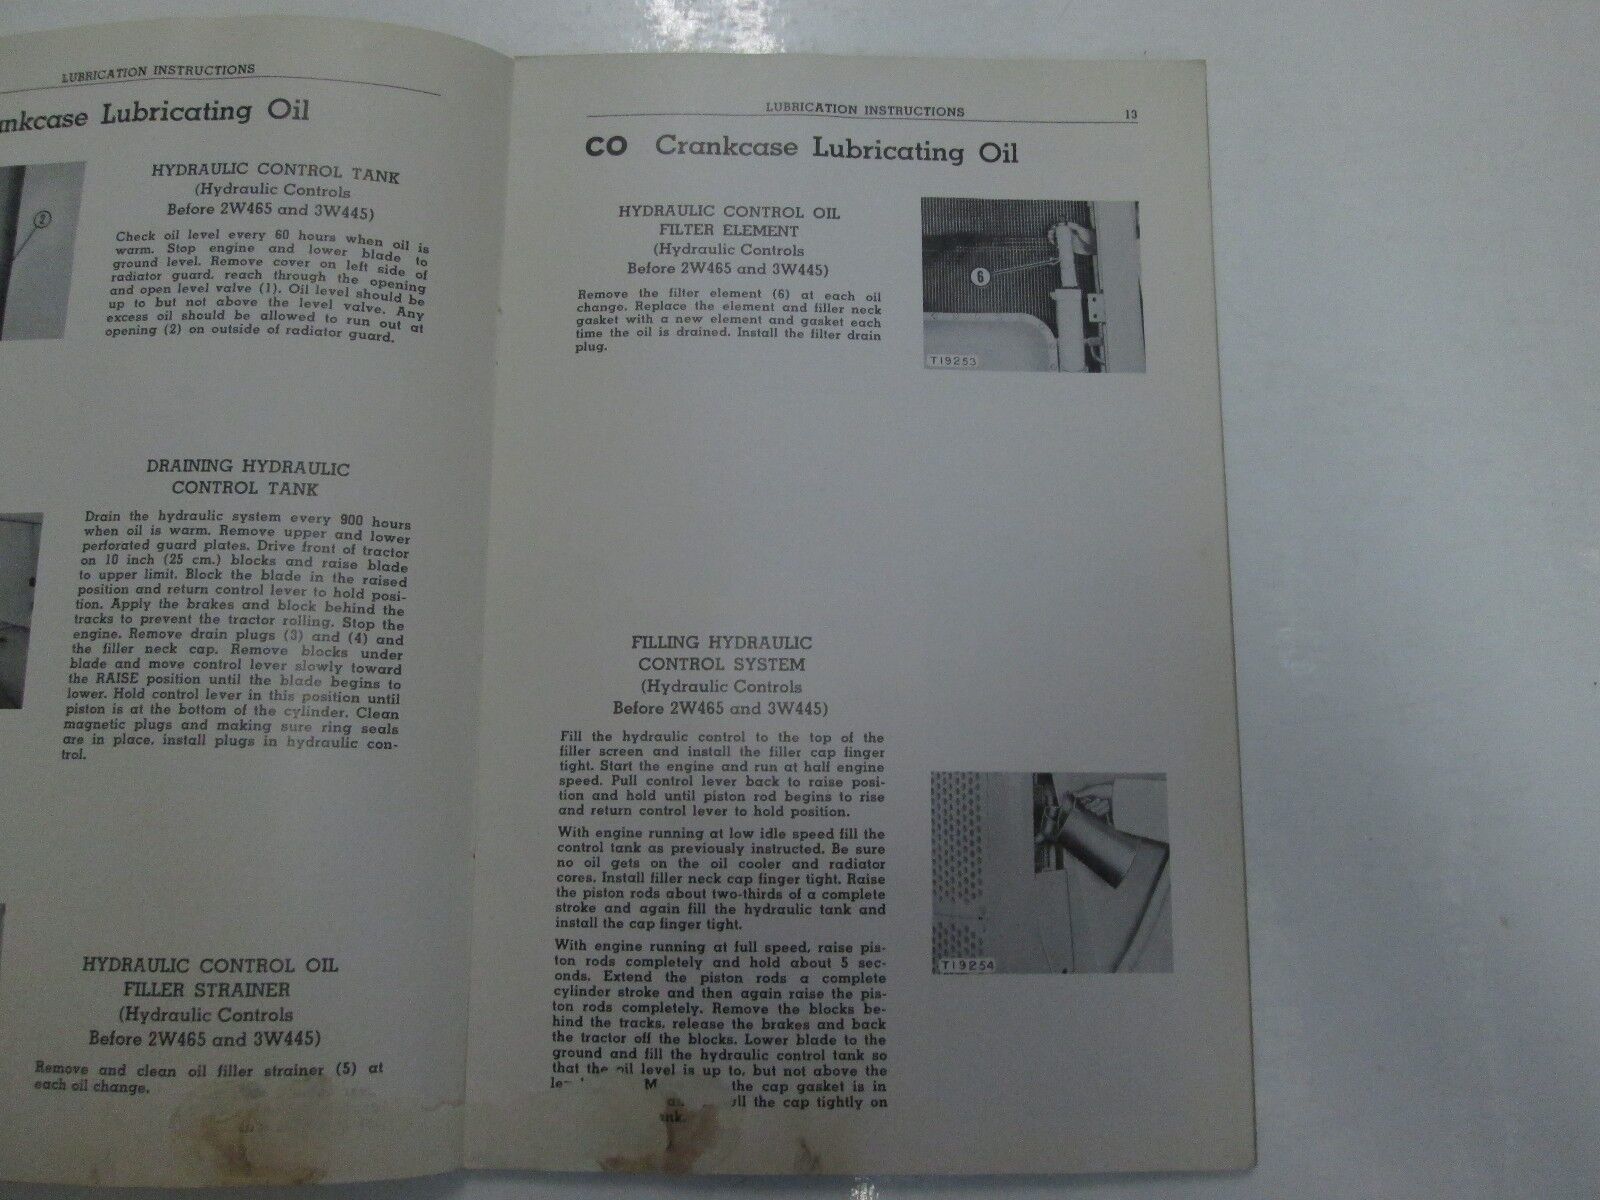 LUBRICATION INSTRUCTIONS
Lubricating Oil
2
HYDRAULIC CONTROL TANK
(Hydraulic Controls
Before 2W465 and 3W445)
Check oil level every 60 hours when oil is
warm. Stop engine and lower blade to
ground level. Remove cover on left side of
radiator guard, reach through the opening
and open level valve (1). Oil level should be
up to but not above the level valve. Any
excess oil should be allowed to run out at
opening (2) on outside of radiator guard.
DRAINING HYDRAULIC
CONTROL TANK
Drain the hydraulic system every 900 hours
when oil is warm. Remove upper and lower
perforated guard plates. Drive front of tractor
on 10 inch (25 cm.) blocks and raise blade
to upper limit. Block the blade in the raised
position and return control lever to hold posi-
tion. Apply the brakes and block behind the
tracks to prevent the tractor rolling. Stop the
engine. Remove drain plugs (3) and (4) and
the filler neck cap. Remove blocks under
blade and move control lever slowly toward
the RAISE position until the blade begins to
lower. Hold control lever in this position until
piston is at the bottom of the cylinder. Clean
magnetic plugs and making sure ring seals
are in place, install plugs in hydraulic con-
trol.
HYDRAULIC CONTROL OIL
FILLER STRAINER
(Hydraulic Controls
Before 2W465 and 3W445)
Remove and clean oil filler strainer (5) at
each oil change.
LUBRICATION INSTRUCTIONS 13
CO Crankcase Lubricating Oil
HYDRAULIC CONTROL OIL
FILTER ELEMENT
(Hydraulic Controls
Before 2W465 and 3W445)
Remove the filter element (6) at each oil
change. Replace the element and filler neck
gasket with a new element and gasket each
time the oil is drained. Install the filter drain
plug.
6
T19253
FILLING HYDRAULIC
CONTROL SYSTEM
(Hydraulic Controls
Before 2W465 and 3W445)
Fill the hydraulic control to the top of the
filler screen and install the filler cap finger
tight. Start the engine and run at half engine
speed. Pull control lever back to raise posi-
tion and hold until piston rod begins to rise
and return control lever to hold position.
With engine running at low idle speed fill the
control tank as previously instructed. Be sure
no oil gets on the oil cooler and radiator
cores. Install filler neck cap finger tight. Raise
the piston rods about two-thirds of a complete
stroke and again fill the hydraulic tank and
install the cap finger tight.
With engine running at full speed, raise pis-
ton rods completely and hold about 5 sec-
onds. Extend the piston rods a complete
cylinder stroke and then again raise the pis-
ton rods completely. Remove the blocks be-
hind the tracks, release the brakes and back
the tractor off the blocks. Lower blade to the
ground and fill the hydraulic control tank so
that the oil level is up to, but not above the
the cap gasket is in
the cap tightly on
T19254